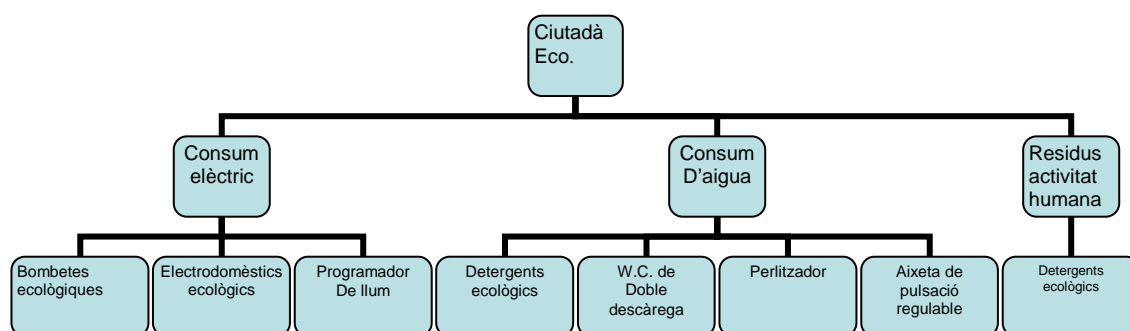 Ciutadà
Eco.
Consum
elèctric
Consum
D'aigua
Residus
activitat
humana
Bombetes
ecològiques
Electrodomèstics
ecològics
Programador
De llum
Detergents
ecològics
W.C. de
Doble
descàrega
Perlitzador
Aixeta de
pulsació
regulable
Detergents
ecològics